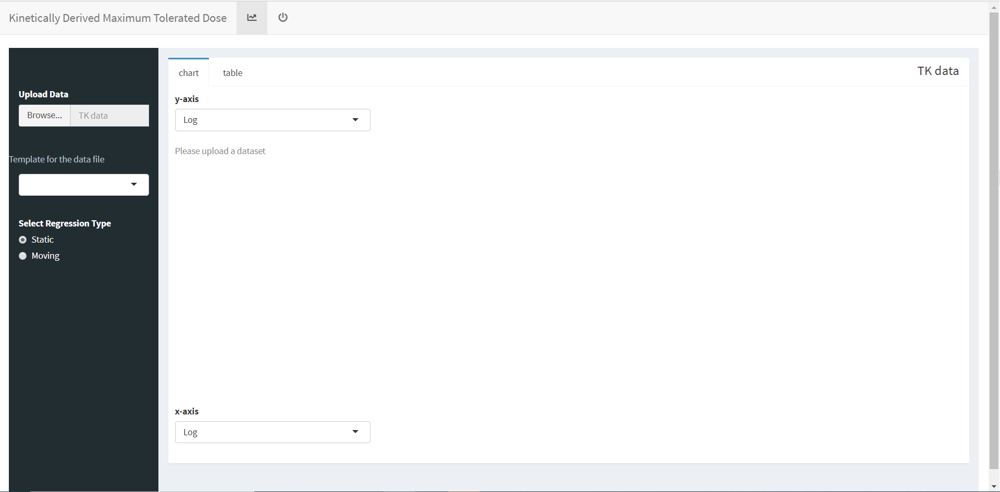 Kinetically Derived Maximum Tolerated Dose
Upload Data
Browse... TK data
Template for the data file
Select Regression Type
Static
Moving
chart table TK data
y-axis
Log
Please upload a dataset
x-axis
Log